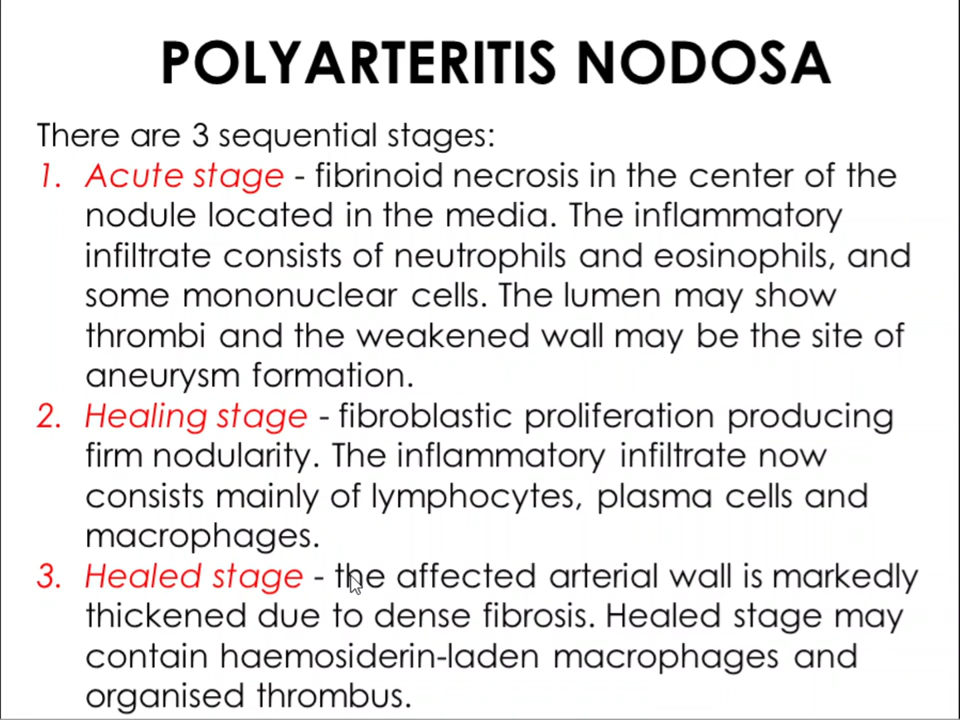 POLYARTERITIS NODOSA
There are 3 sequential stages:
1. Acute stage - fibrinoid necrosis in the center of the
nodule located in the media. The inflammatory
infiltrate consists of neutrophils and eosinophils, and
some mononuclear cells. The lumen may show
thrombi and the weakened wall may be the site of
aneurysm formation.
2. Healing stage - fibroblastic proliferation producing
firm nodularity. The inflammatory infiltrate now
consists mainly of lymphocytes, plasma cells and
macrophages.
3. Healed stage - the affected arterial wall is markedly
thickened due to dense fibrosis. Healed stage may
contain haemosiderin-laden macrophages and
organised thrombus.